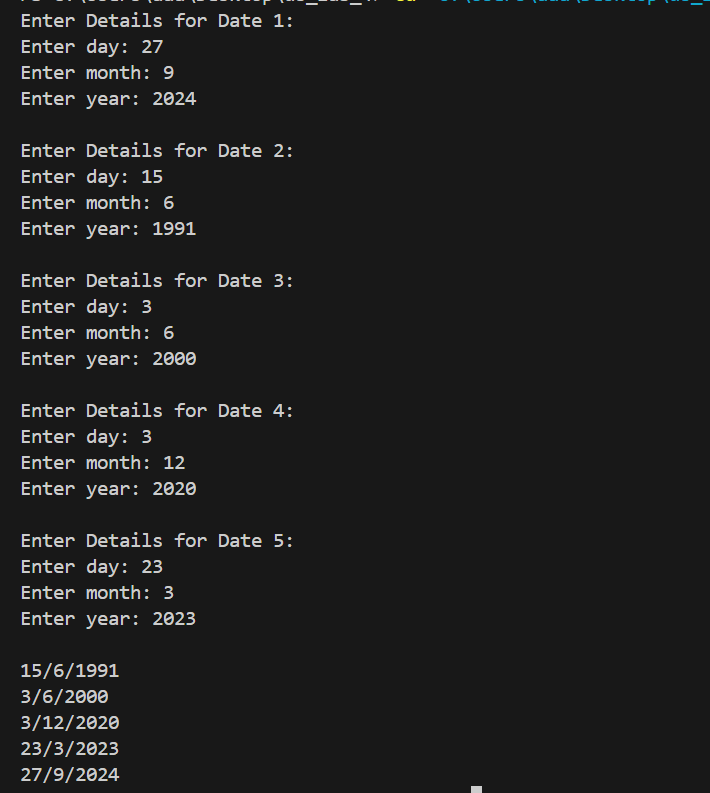 Enter Details for Date 1:
Enter day: 27
Enter month: 9
Enter year: 2024
Enter Details for Date 2:
Enter day: 15
Enter month: 6
Enter year: 1991
Enter Details for Date 3:
Enter day: 3
Enter month: 6
Enter year: 2000
Enter Details for Date 4:
Enter day: 3
Enter month: 12
Enter year: 2020
Enter Details for Date 5:
Enter day: 23
Enter month: 3
Enter year: 2023
15/6/1991
3/6/2000
3/12/2020
23/3/2023
27/9/2024